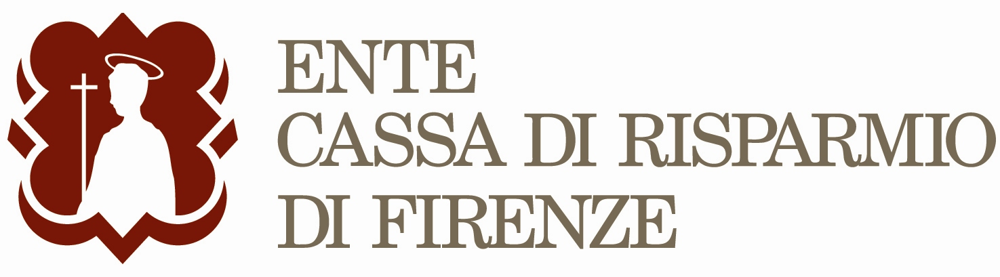 ENTE
CASSA DI RISPARMIO
DI FIRENZE